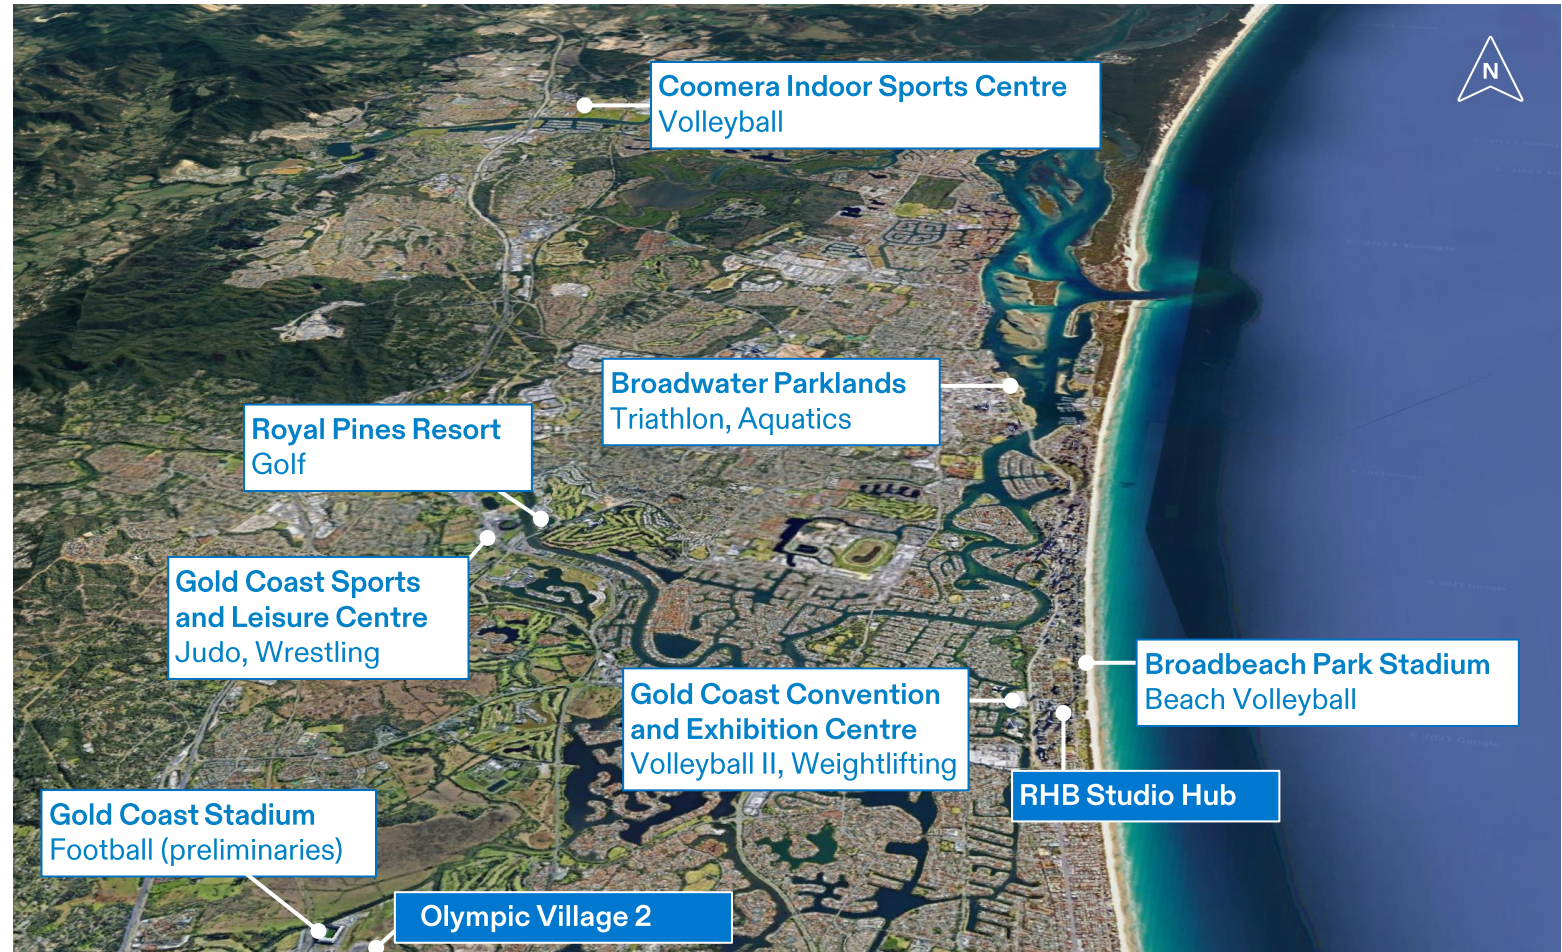 N
Coomera Indoor Sports Centre
Volleyball
Broadwater Parklands
Triathlon, Aquatics
Royal Pines Resort
Golf
Gold Coast Sports
and Leisure Centre
Judo, Wrestling
Gold Coast Convention
and Exhibition Centre
Volleyball II, Weightlifting
Broadbeach Park Stadium
Beach Volleyball
RHB Studio Hub
Gold Coast Stadium
Football (preliminaries)
Olympic Village 2